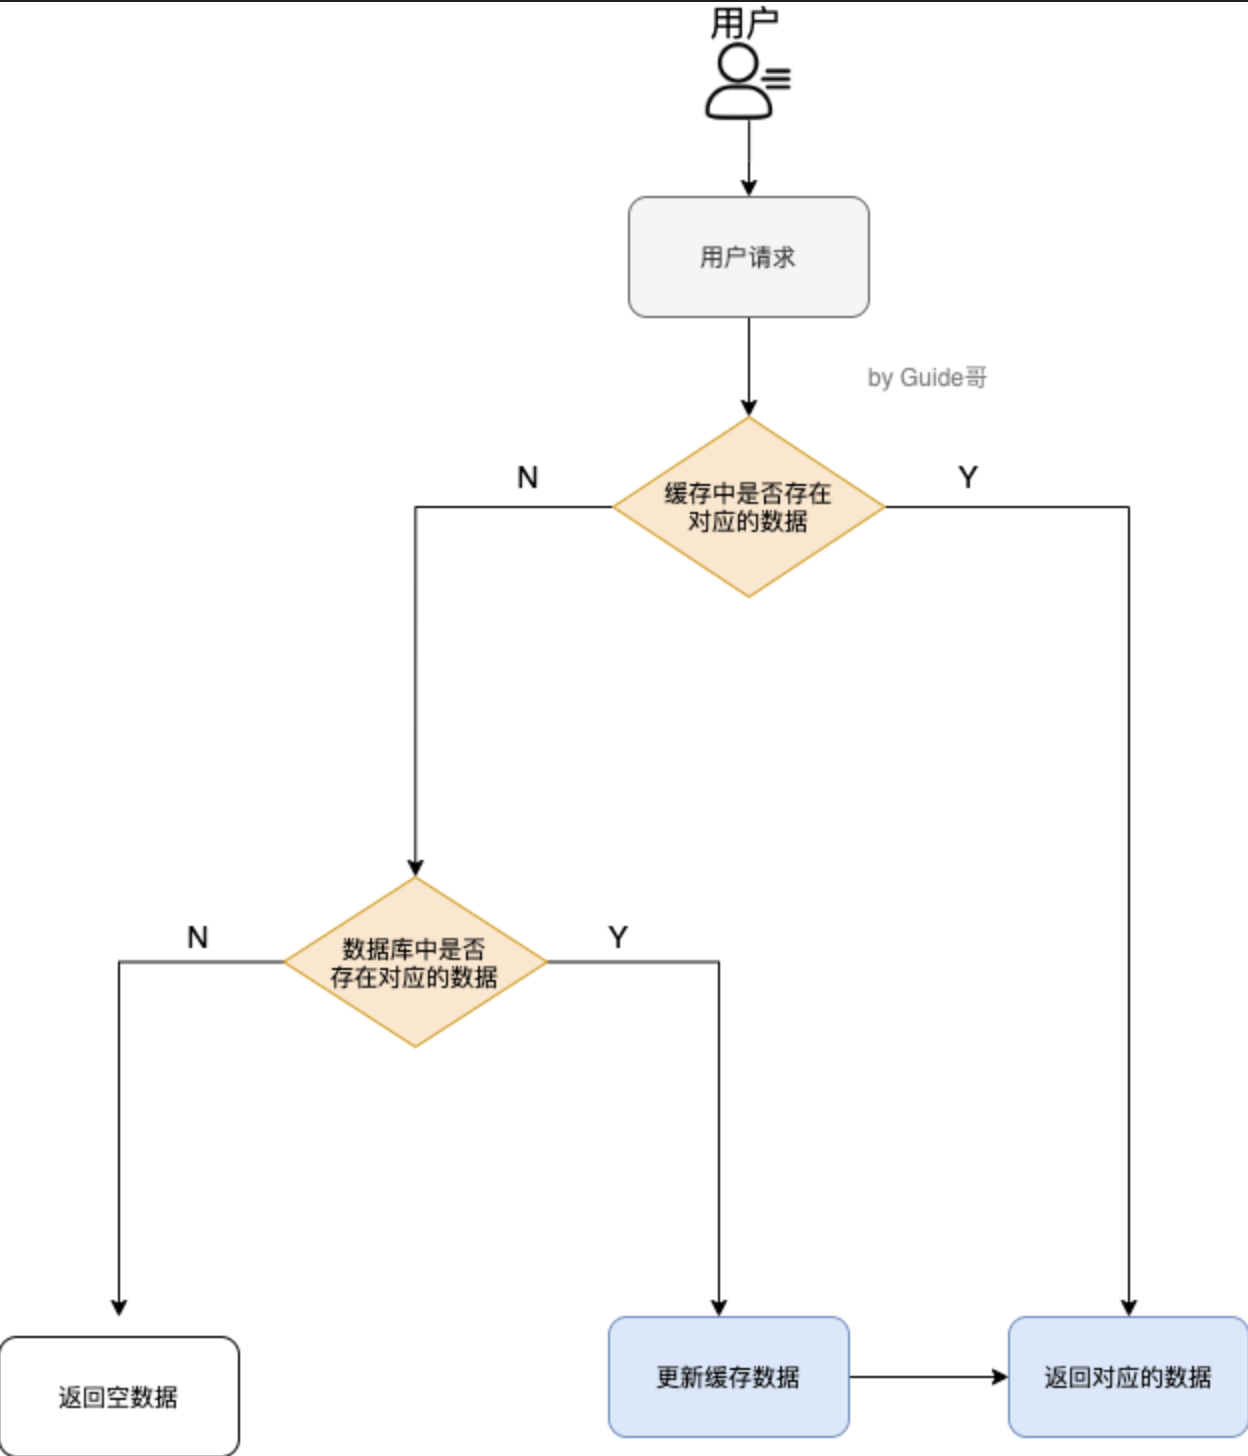 用户
用户请求
by Guide哥
N
Y
缓存中是否存在
对应的数据
N
Y
数据库中是否
存在对应的数据
返回空数据
更新缓存数据
返回对应的数据